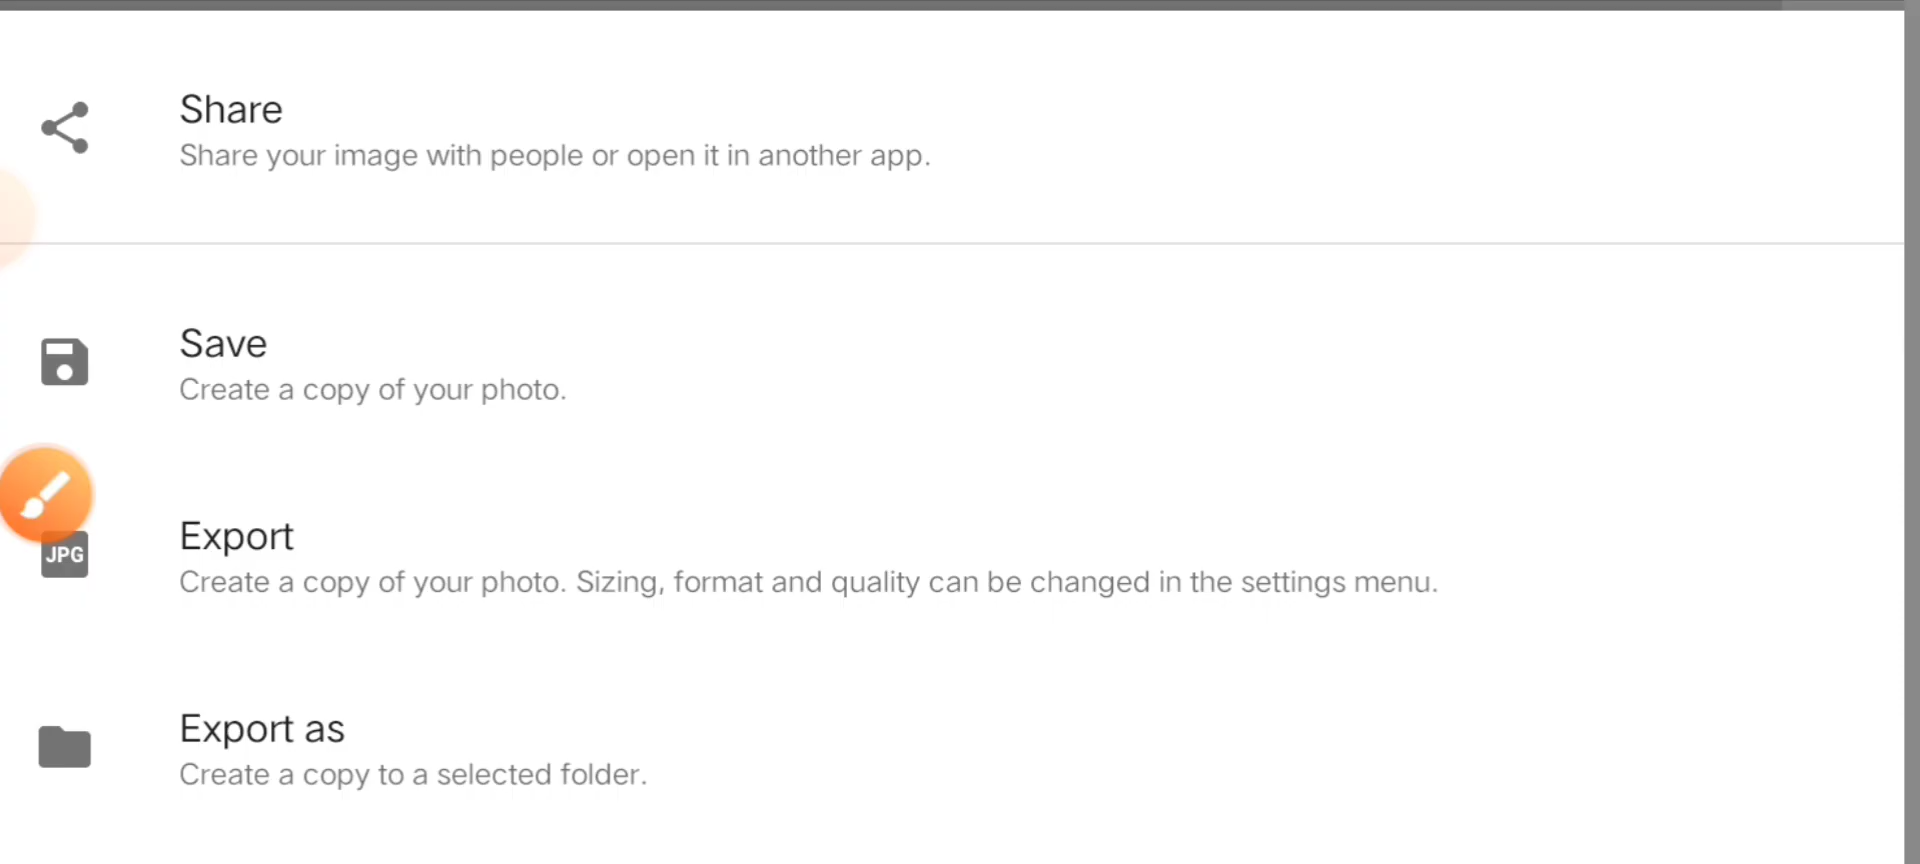 Share
Share your image with people or open it in another app.
Save
Create a copy of your photo.
JPG
Export
Create a copy of your photo. Sizing, format and quality can be changed in the settings menu.
Export as
Create a copy to a selected folder.